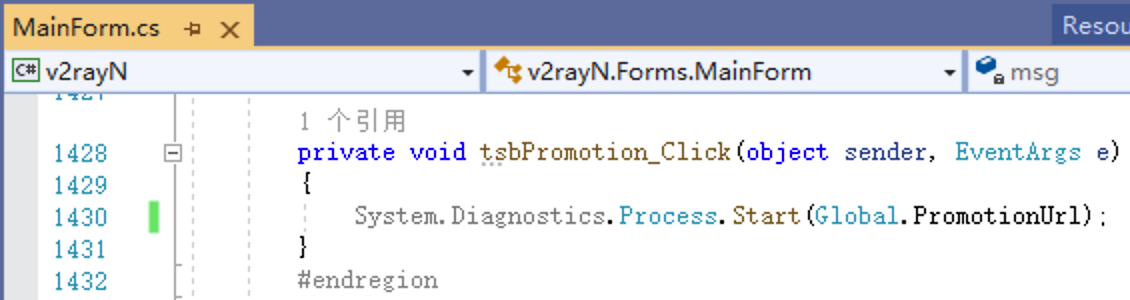 MainForm.cs
Resou
C# v2rayN
v2rayN.Forms.MainForm
msg
1427
1 个引用
1428 private void tsbPromotion_Click(object sender, EventArgs e)
1429 {
1430 System.Diagnostics.Process.Start(Global.PromotionUrl);
1431 }
1432 #endregion